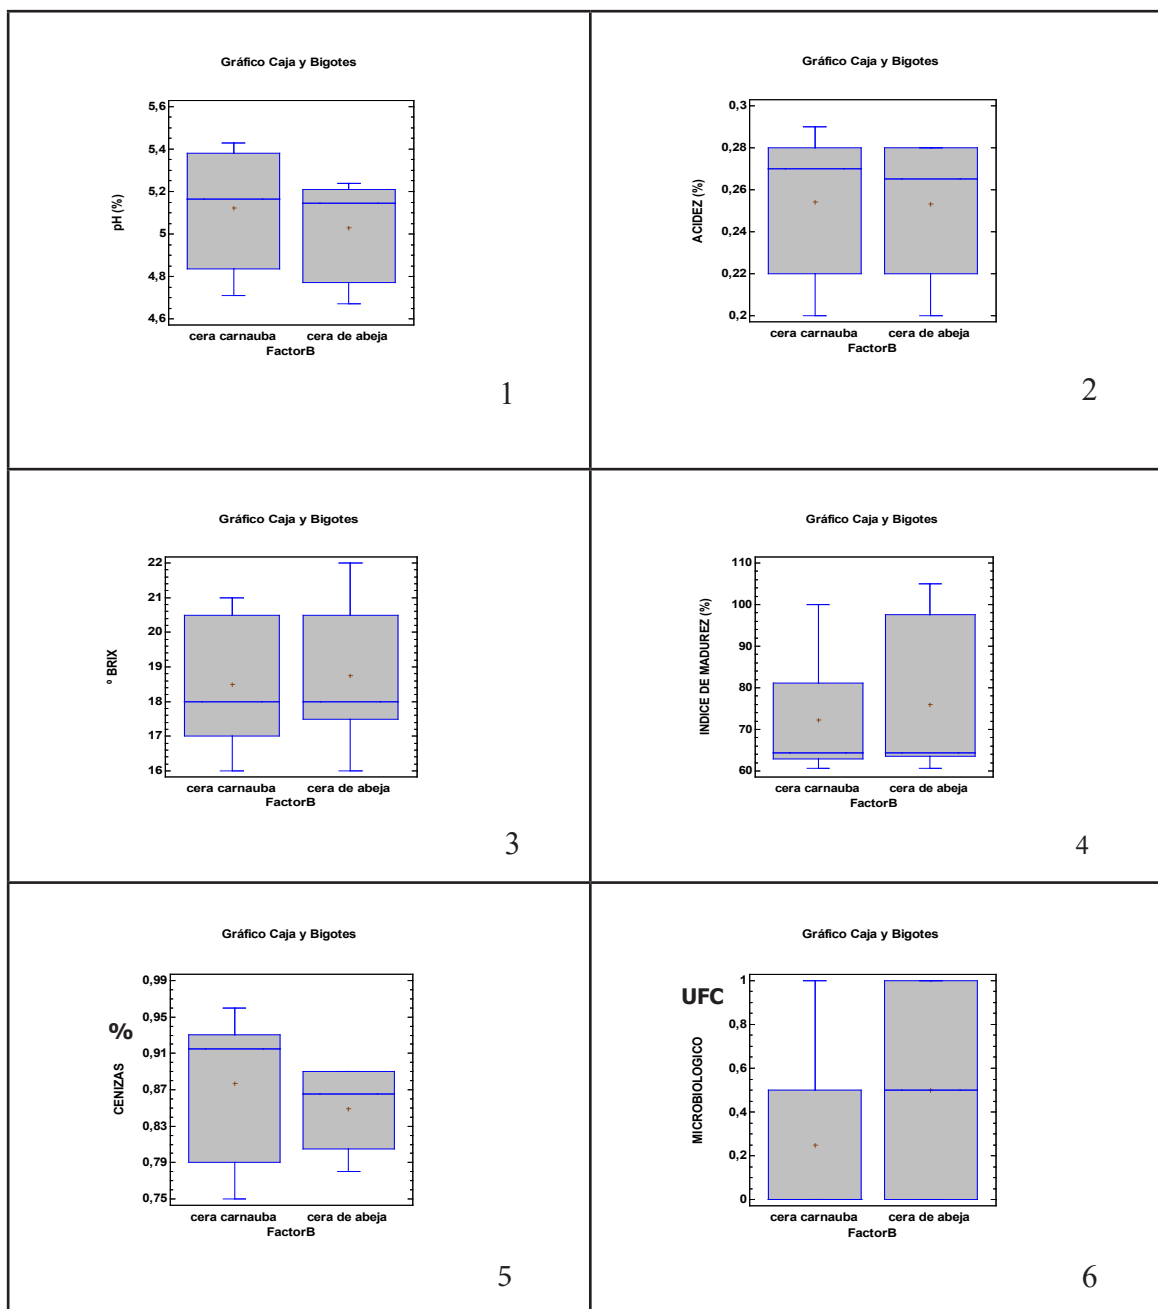 Gráfico Caja y Bigotes
pH (%)
5,6
5,4
5,2
5
4,8
4,6
cera carnauba cera de abeja
FactorB
1
Gráfico Caja y Bigotes
ACIDEZ (%)
0,3
0,28
0,26
0,24
0,22
0,2
cera carnauba cera de abeja
FactorB
2
Gráfico Caja y Bigotes
º BRIX
22
21
20
19
18
17
16
cera carnauba cera de abeja
FactorB
3
Gráfico Caja y Bigotes
INDICE DE MADUREZ (%)
110
100
90
80
70
60
cera carnauba cera de abeja
FactorB
4
Gráfico Caja y Bigotes
%
CENIZAS
0,99
0,95
0,91
0,87
0,83
0,79
0,75
cera carnauba cera de abeja
FactorB
5
Gráfico Caja y Bigotes
UFC
MICROBIOLOGICO
1
0,8
0,6
0,4
0,2
0
cera carnauba cera de abeja
FactorB
6